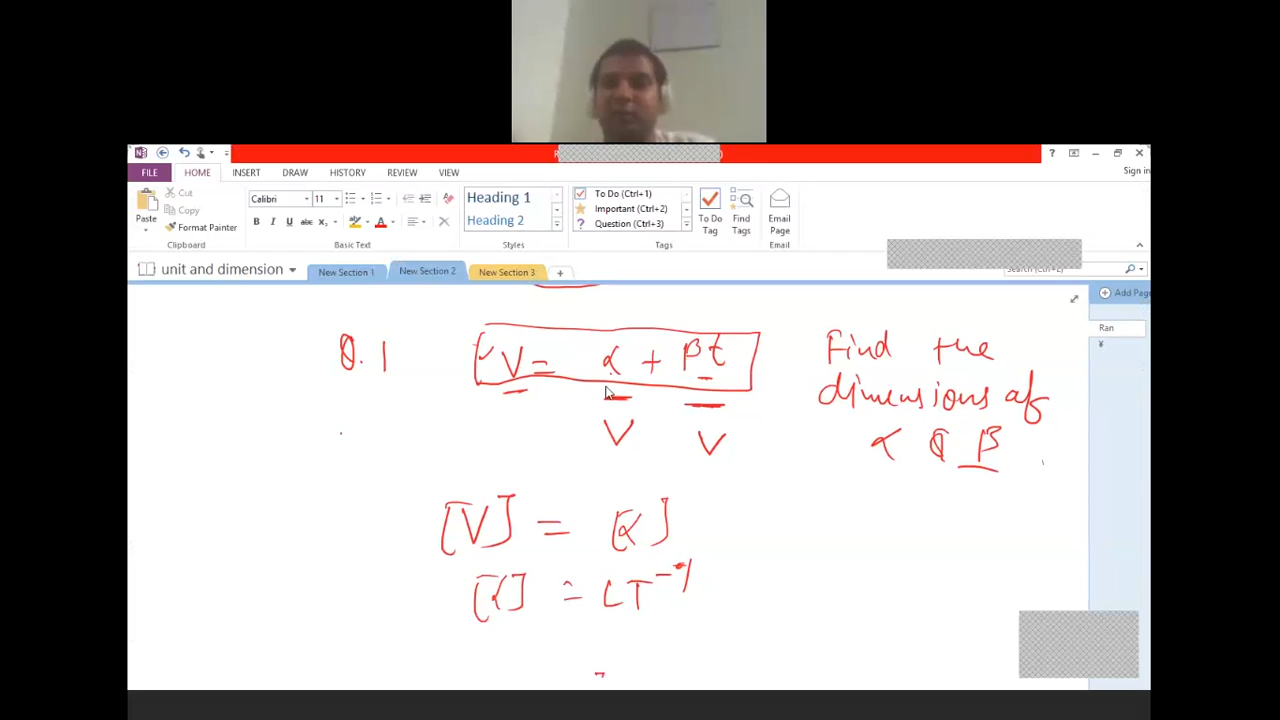 FILE HOME INSERT DRAW HISTORY REVIEW VIEW Sign in
Paste Cut Copy Format Painter Clipboard
Calibri 11 B I U abc x₂ A Basic Text
Heading 1 Heading 2 Styles
To Do (Ctrl+1) Important (Ctrl+2) Question (Ctrl+3) Tags
To Do Tag Find Tags
Email Page Email
unit and dimension New Section 1 New Section 2 New Section 3
Add Page
Ran
¥
Q. 1 V = α + βt Find the
dimensions of
α & β
V V
[V] = [α]
[α] = LT⁻¹